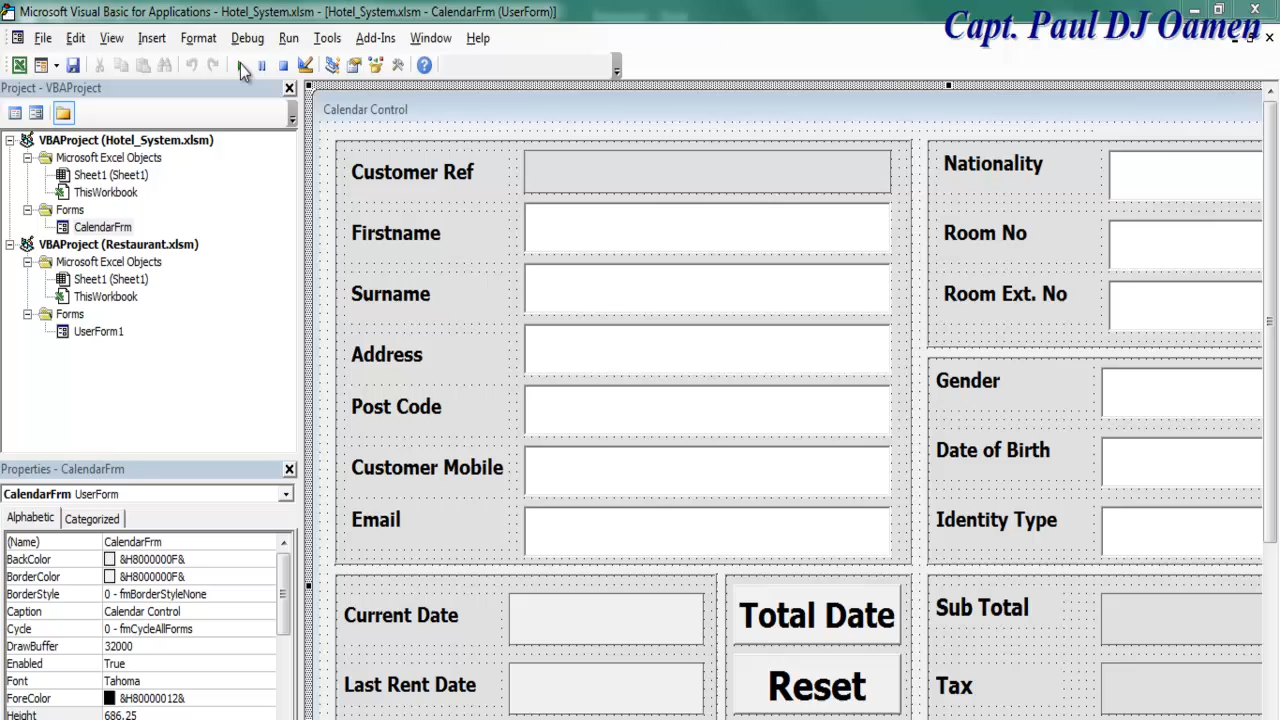 Microsoft Visual Basic for Applications - Hotel_System.xlsm - [Hotel_System.xlsm - CalendarFrm (UserForm)]
Capt. Paul DJ Oamen
File Edit View Insert Format Debug Run Tools Add-Ins Window Help
Project - VBAProject
VBAProject (Hotel_System.xlsm)
Microsoft Excel Objects
Sheet1 (Sheet1)
ThisWorkbook
Forms
CalendarFrm
VBAProject (Restaurant.xlsm)
Microsoft Excel Objects
Sheet1 (Sheet1)
ThisWorkbook
Forms
UserForm1
Properties - CalendarFrm
CalendarFrm UserForm
Alphabetic Categorized
(Name) CalendarFrm
BackColor &H8000000F&
BorderColor &H8000000F&
BorderStyle 0 - fmBorderStyleNone
Caption Calendar Control
Cycle 0 - fmCycleAllForms
DrawBuffer 32000
Enabled True
Font Tahoma
ForeColor &H80000012&
Height 686.25
Calendar Control
Customer Ref
Firstname
Surname
Address
Post Code
Customer Mobile
Email
Nationality
Room No
Room Ext. No
Gender
Date of Birth
Identity Type
Current Date
Last Rent Date
Total Date
Reset
Sub Total
Tax